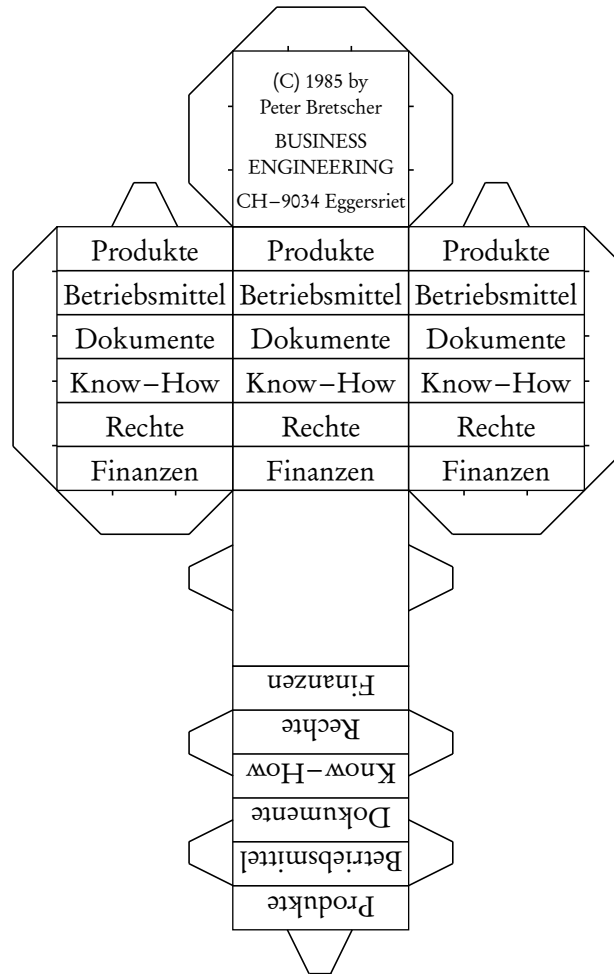 (C) 1985 by
Peter Bretscher
BUSINESS
ENGINEERING
CH–9034 Eggersriet
Produkte Produkte Produkte
Betriebsmittel Betriebsmittel Betriebsmittel
Dokumente Dokumente Dokumente
Know–How Know–How Know–How
Rechte Rechte Rechte
Finanzen Finanzen Finanzen
Finanzen
Rechte
Know–How
Dokumente
Betriebsmittel
Produkte